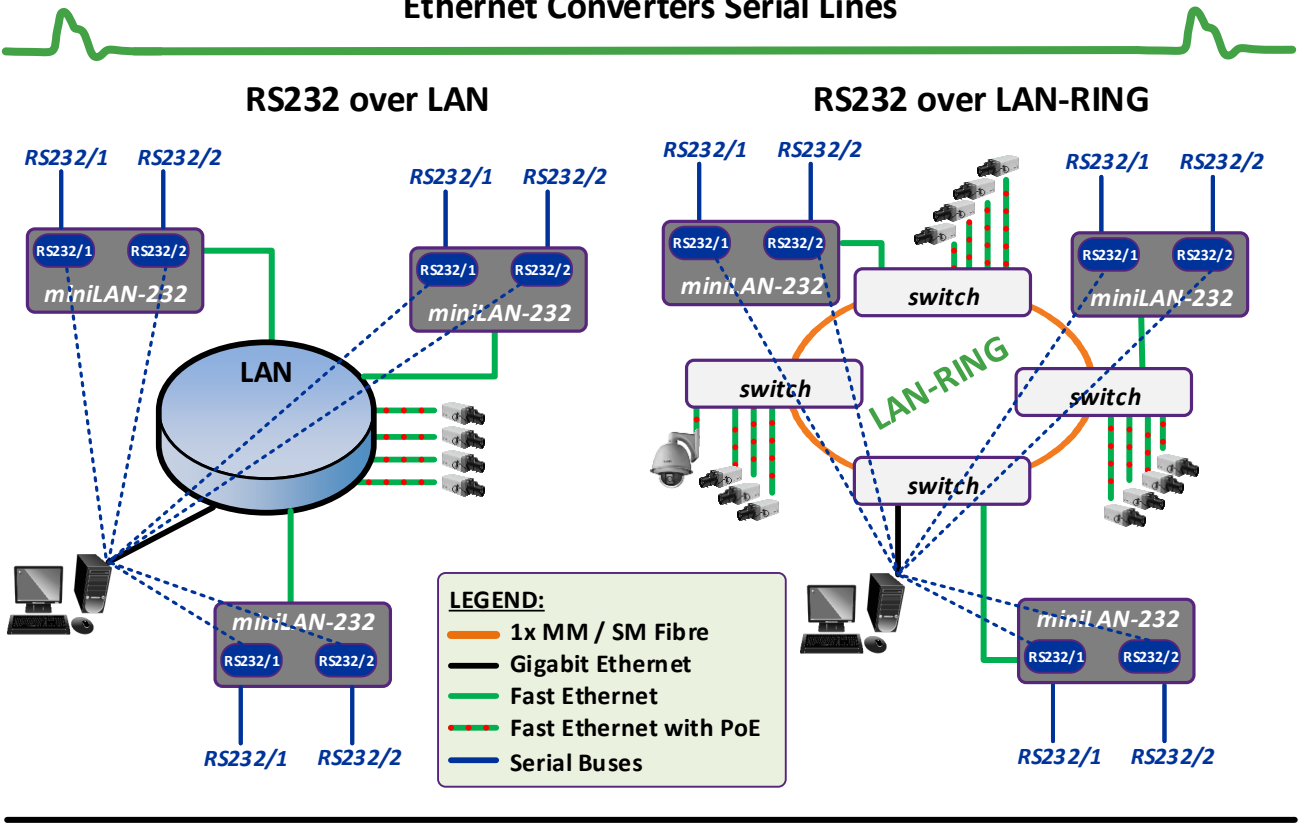 Ethernet Converters Serial Lines
RS232 over LAN
RS232 over LAN-RING
RS232/1
RS232/2
RS232/1
RS232/2
miniLAN-232
RS232/1
RS232/2
RS232/1
RS232/2
miniLAN-232
LAN
miniLAN-232
RS232/1
RS232/2
RS232/1
RS232/2
RS232/1
RS232/2
RS232/1
RS232/2
miniLAN-232
RS232/1
RS232/2
RS232/1
RS232/2
miniLAN-232
switch
switch
LAN-RING
switch
switch
miniLAN-232
RS232/1
RS232/2
RS232/1
RS232/2
LEGEND:
1x MM / SM Fibre
Gigabit Ethernet
Fast Ethernet
Fast Ethernet with PoE
Serial Buses